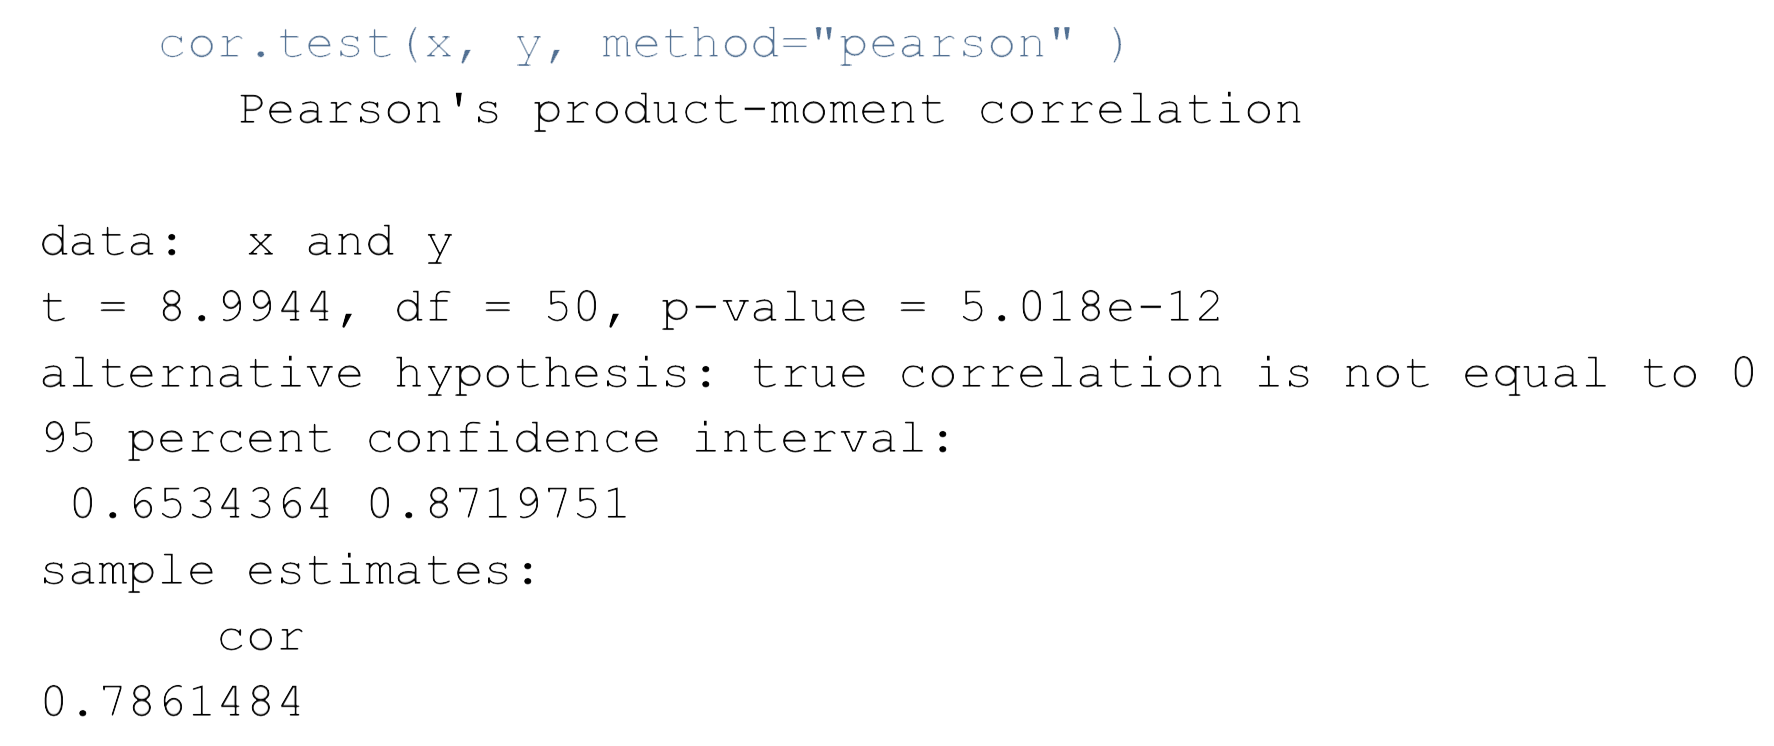 cor.test(x, y, method="pearson" )
Pearson's product-moment correlation
data:  x and y
t = 8.9944, df = 50, p-value = 5.018e-12
alternative hypothesis: true correlation is not equal to 0
95 percent confidence interval:
0.6534364 0.8719751
sample estimates:
cor
0.7861484